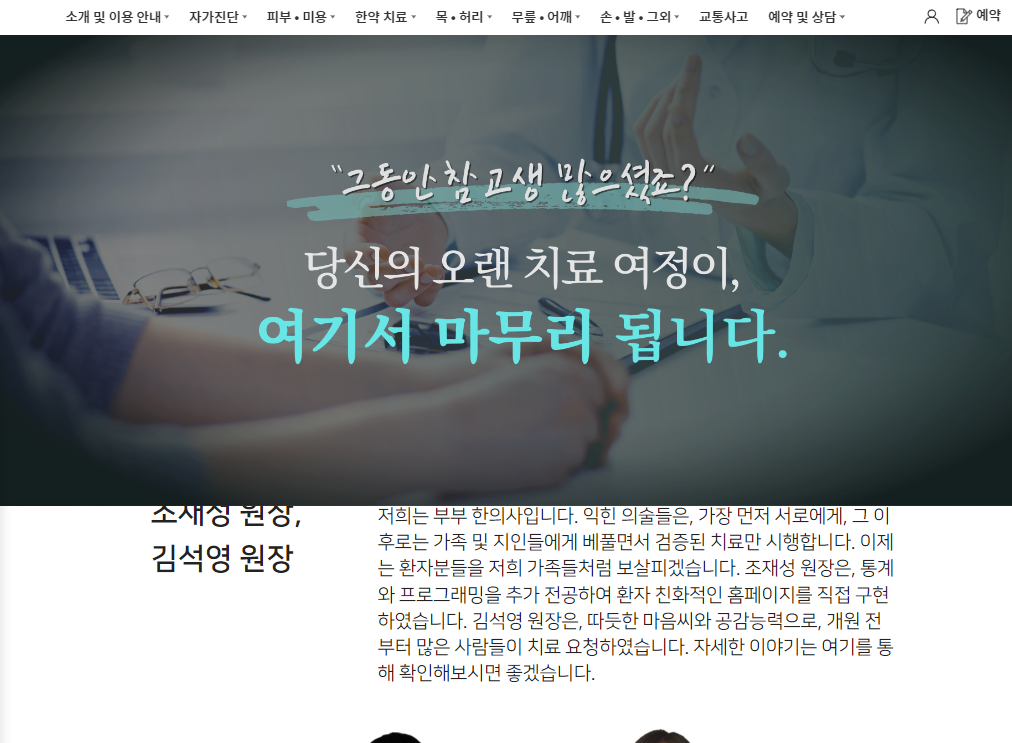 소개 및 이용 안내 자가진단 피부 • 미용 한약 치료 목 • 허리 무릎 • 어깨 손 • 발 • 그외 교통사고 예약 및 상담 예약
"그동안 참 고생 많으셨죠?"
당신의 오랜 치료 여정이,
여기서 마무리 됩니다.
조재성 원장,
김석영 원장
저희는 부부 한의사입니다. 익힌 의술들은, 가장 먼저 서로에게, 그 이
후로는 가족 및 지인들에게 베풀면서 검증된 치료만 시행합니다. 이제
는 환자분들을 저희 가족들처럼 보살피겠습니다. 조재성 원장은, 통계
와 프로그래밍을 추가 전공하여 환자 친화적인 홈페이지를 직접 구현
하였습니다. 김석영 원장은, 따듯한 마음씨와 공감능력으로, 개원 전
부터 많은 사람들이 치료 요청하였습니다. 자세한 이야기는 여기를 통
해 확인해보시면 좋겠습니다.